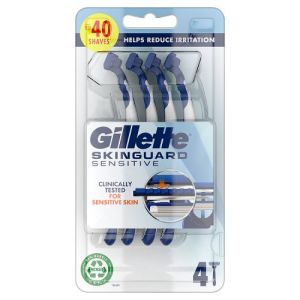 UP TO
40
SHAVES*
HELPS REDUCE IRRITATION
Gillette
SKINGUARD
SENSITIVE
CLINICALLY
TESTED
FOR
SENSITIVE SKIN
4